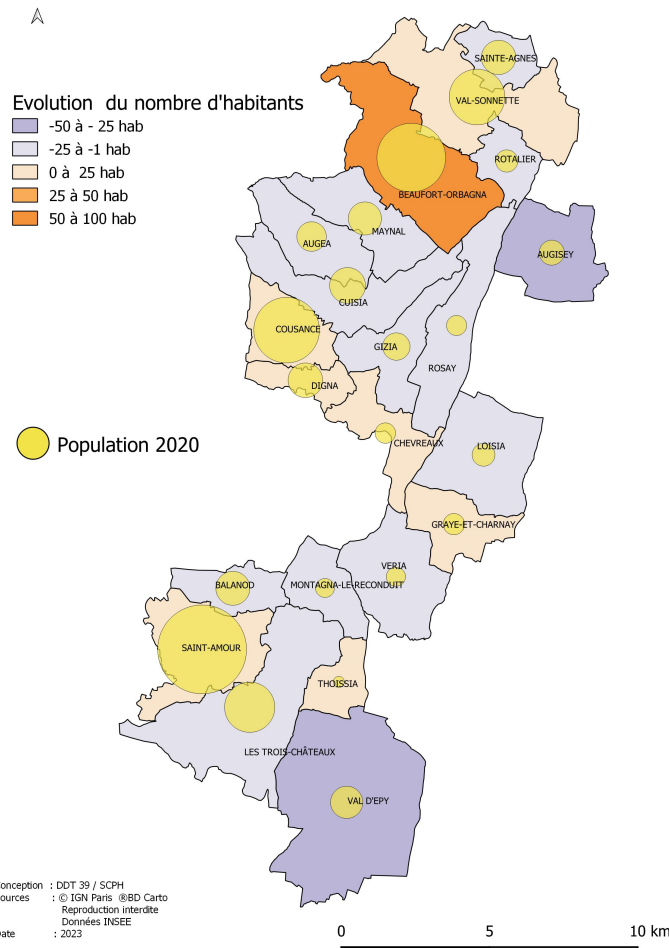 SAINTE-AGNES
Evolution du nombre d'habitants
-50 à - 25 hab
-25 à -1 hab
0 à 25 hab
25 à 50 hab
50 à 100 hab
VAL-SONNETTE
ROTALIER
BEAUFORT-ORBAGNA
MAYNAL
AUGEA
AUGISEY
CUISIA
COUSANCE
GIZIA
ROSAY
DIGNA
Population 2020
CHEVREAUX
LOISIA
GRAYE-ET-CHARNAY
VERIA
BALANOD
MONTAGNA-LE-RECONDUIT
SAINT-AMOUR
THOISSIA
LES TROIS-CHÂTEAUX
VAL D'EPY
onception : DDT 39 / SCPH
ources : © IGN Paris ®BD Carto
Reproduction interdite
Données INSEE
ate : 2023
0 5 10 km